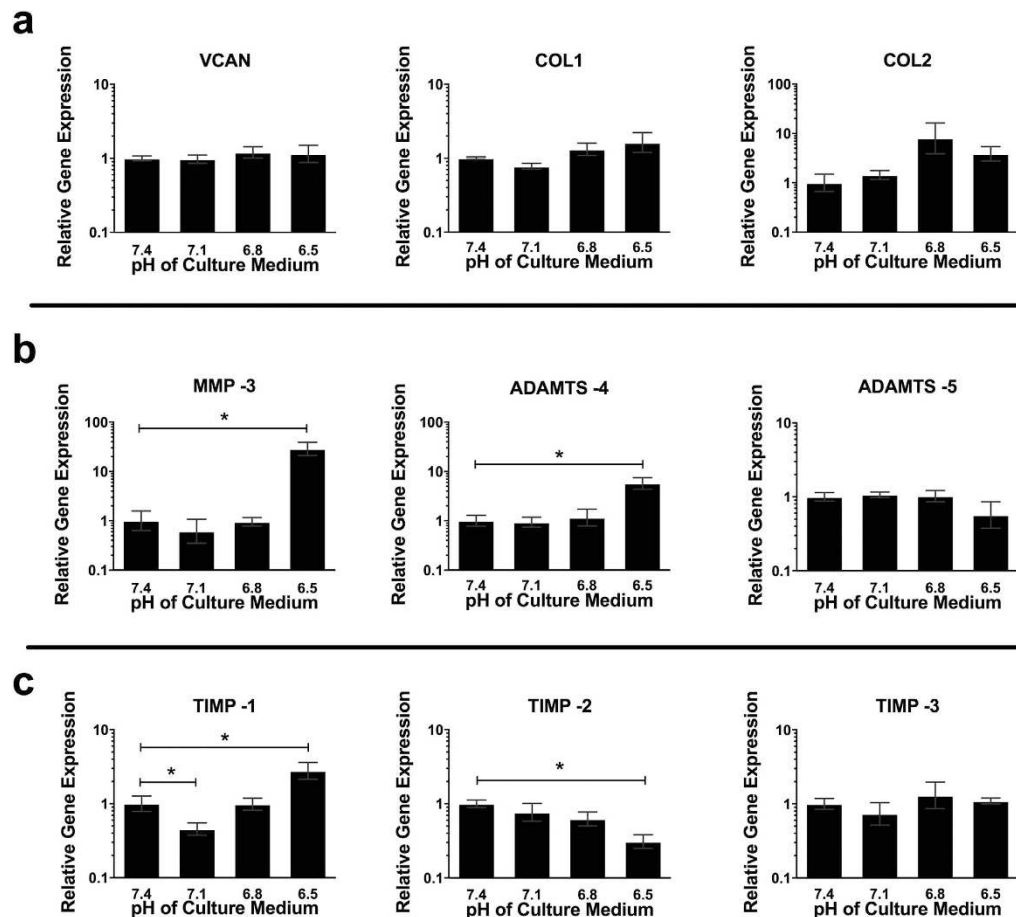 a
VCAN
Relative Gene Expression
10
1
0.1
7.4 7.1 6.8 6.5
pH of Culture Medium
COL1
Relative Gene Expression
10
1
0.1
7.4 7.1 6.8 6.5
pH of Culture Medium
COL2
Relative Gene Expression
100
10
1
0.1
7.4 7.1 6.8 6.5
pH of Culture Medium
b
MMP -3
Relative Gene Expression
100
10
1
0.1
*
7.4 7.1 6.8 6.5
pH of Culture Medium
ADAMTS -4
Relative Gene Expression
100
10
1
0.1
*
7.4 7.1 6.8 6.5
pH of Culture Medium
ADAMTS -5
Relative Gene Expression
10
1
0.1
7.4 7.1 6.8 6.5
pH of Culture Medium
c
TIMP -1
Relative Gene Expression
10
1
0.1
*
*
7.4 7.1 6.8 6.5
pH of Culture Medium
TIMP -2
Relative Gene Expression
10
1
0.1
*
7.4 7.1 6.8 6.5
pH of Culture Medium
TIMP -3
Relative Gene Expression
10
1
0.1
7.4 7.1 6.8 6.5
pH of Culture Medium